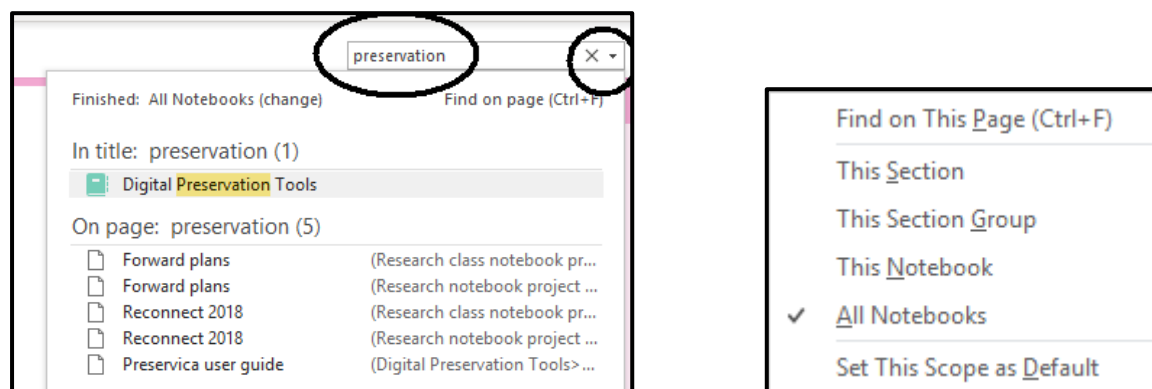 preservation
Finished: All Notebooks (change) Find on page (Ctrl+F)
In title: preservation (1)
Digital Preservation Tools
On page: preservation (5)
Forward plans (Research class notebook pr...
Forward plans (Research notebook project ...
Reconnect 2018 (Research class notebook pr...
Reconnect 2018 (Research notebook project ...
Preservica user guide (Digital Preservation Tools>...
Find on This Page (Ctrl+F)
This Section
This Section Group
This Notebook
All Notebooks
Set This Scope as Default